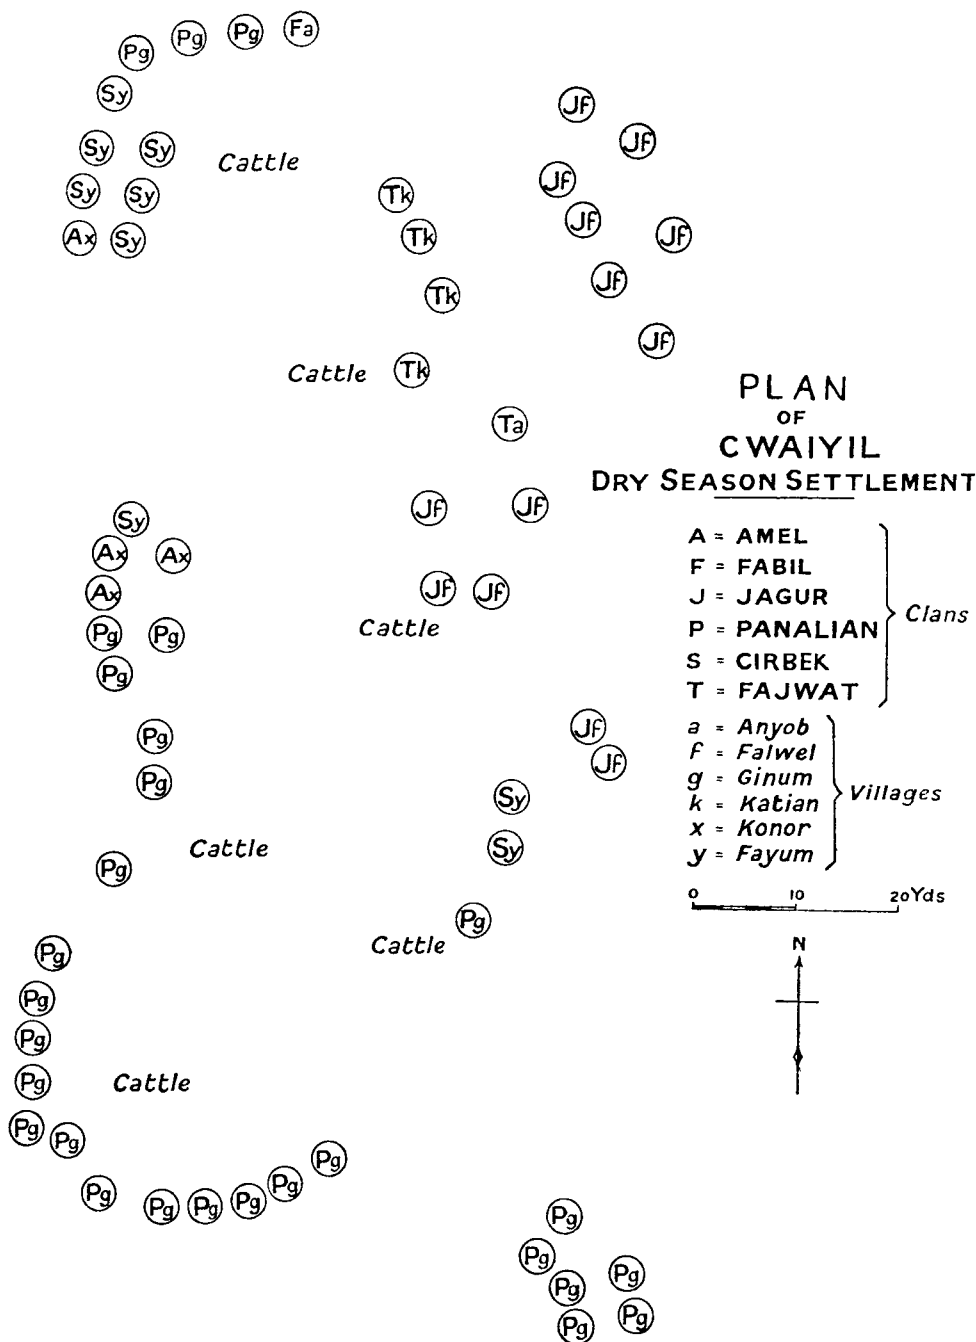 Pg Pg Pg Fa
Sy
Sy Sy
Cattle
Sy Sy
Ax Sy
Jf
Jf
Jf
Jf
Jf
Jf
Jf
Tk
Tk
Tk
Cattle Tk
Ta
Jf Jf
Jf Jf
Cattle
PLAN
OF
CWAIYIL
DRY SEASON SETTLEMENT
A = AMEL
F = FABIL
J = JAGUR
P = PANALIAN
S = CIRBEK
T = FAJWAT
Clans
a = Anyob
f = Falwel
g = Ginum
k = Katian
x = Konor
y = Fayum
Villages
0 10 20 Yds
N
Sy
Ax Ax
Ax
Pg Pg
Pg
Pg
Pg
Cattle
Pg
Jf
Jf
Sy
Sy
Pg
Cattle
Pg
Pg
Pg
Pg
Cattle
Pg Pg
Pg Pg Pg Pg Pg Pg
Pg
Pg
Pg Pg
Pg Pg